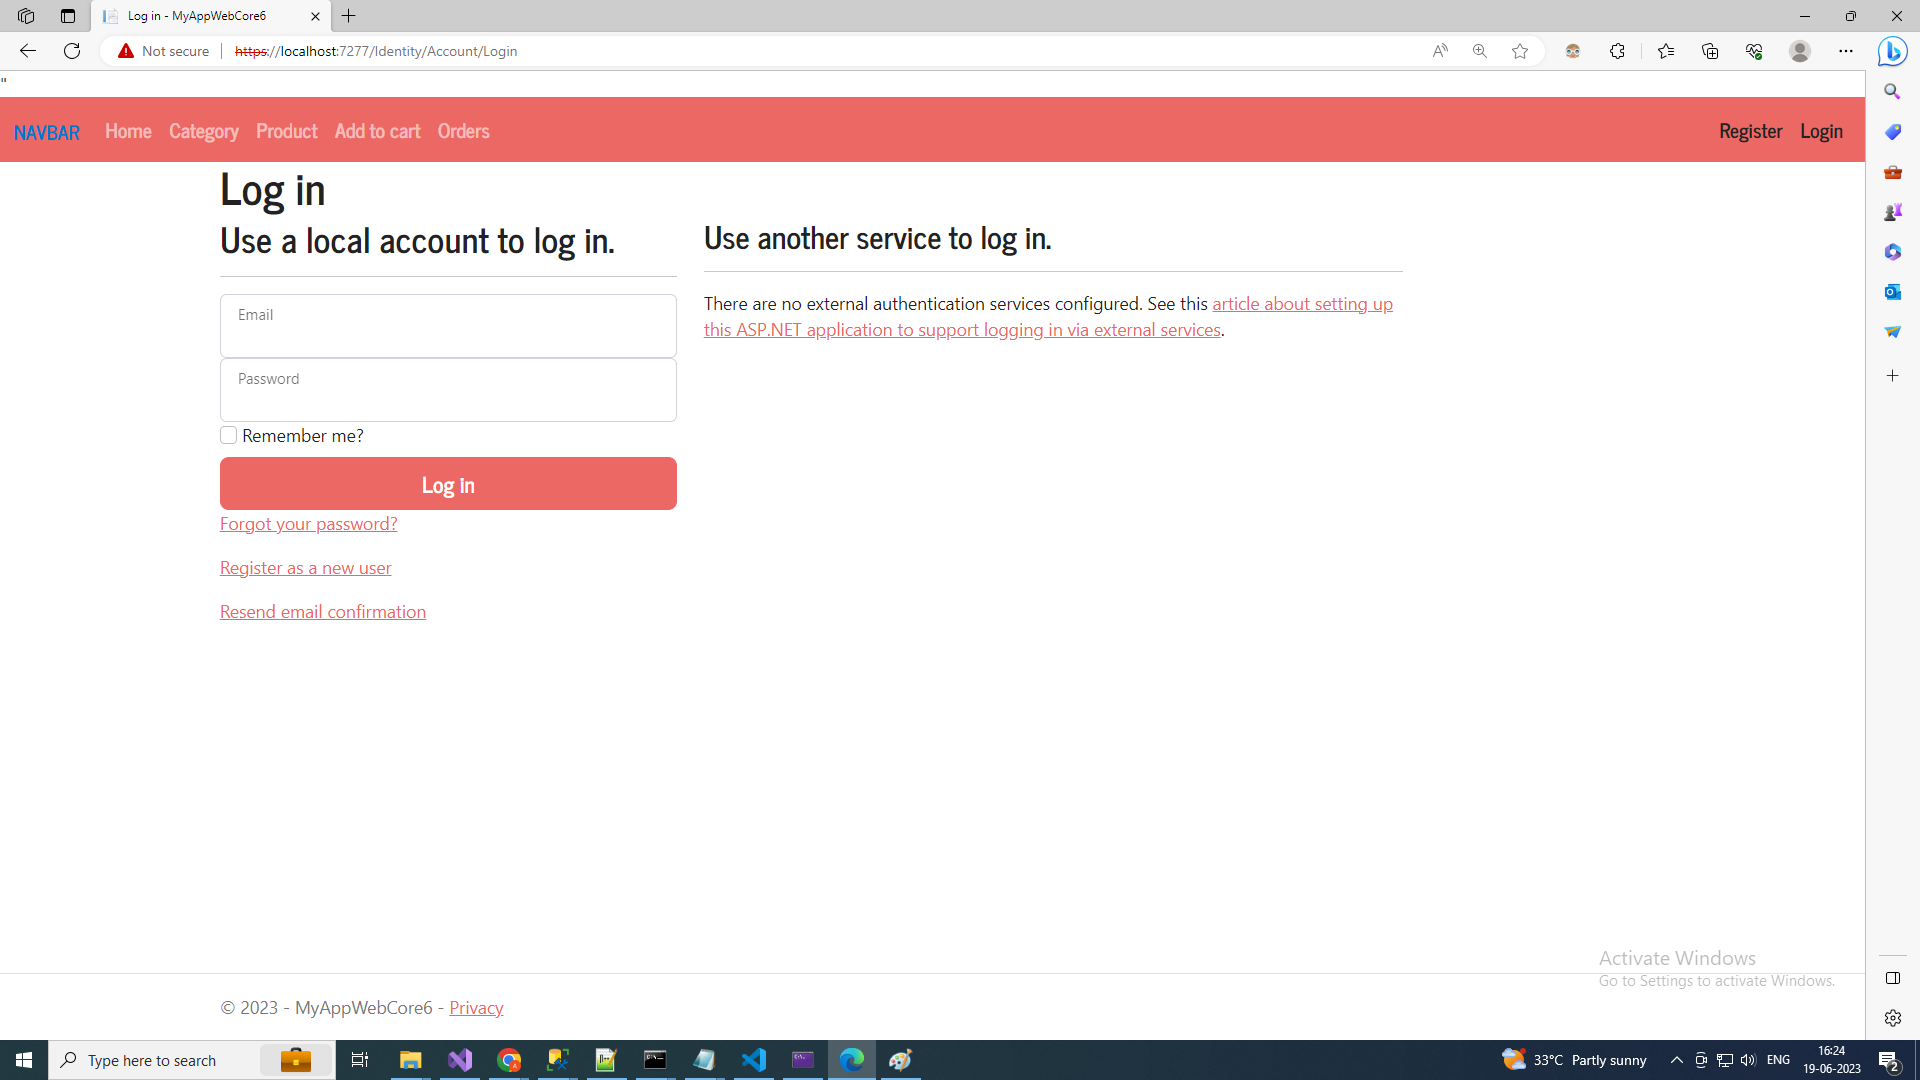 Log in - MyAppWebCore6
Not secure
https://localhost:7277/Identity/Account/Login
"
NAVBAR Home Category Product Add to cart Orders Register Login
Log in
Use a local account to log in.
Email
Password
Remember me?
Log in
Forgot your password?
Register as a new user
Resend email confirmation
Use another service to log in.
There are no external authentication services configured. See this article about setting up
this ASP.NET application to support logging in via external services.
Activate Windows
Go to Settings to activate Windows.
© 2023 - MyAppWebCore6 - Privacy
Type here to search
33°C Partly sunny
ENG
16:24
19-06-2023
2